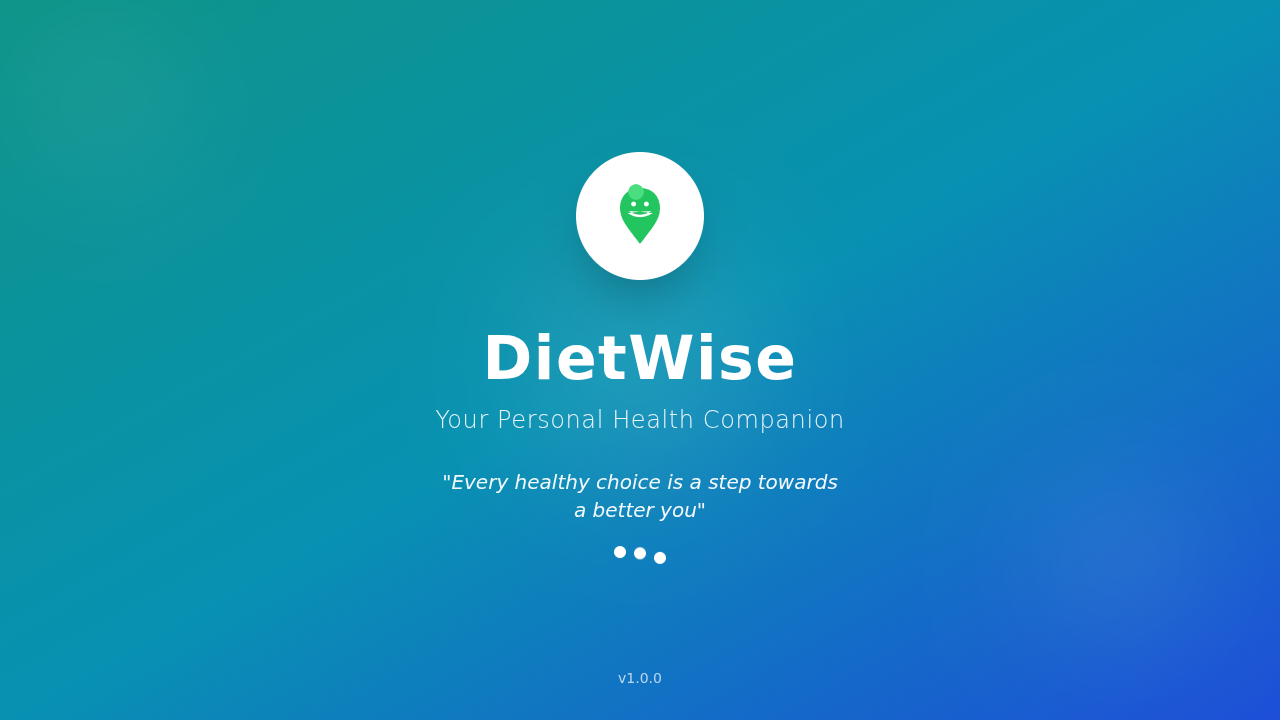 DietWise
Your Personal Health Companion
"Every healthy choice is a step towards
a better you"
v1.0.0